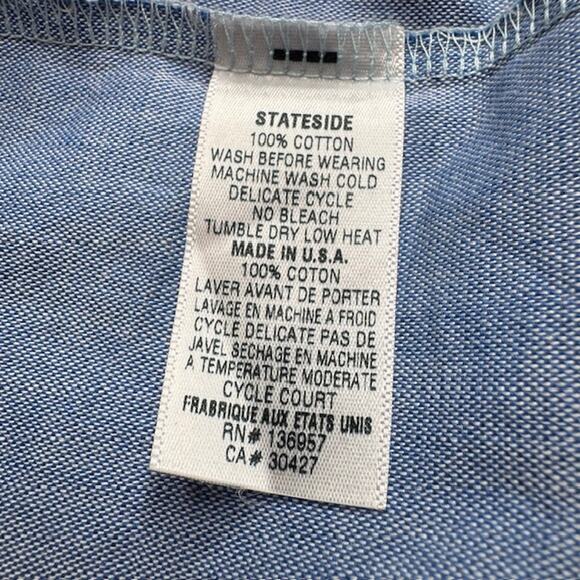 STATESIDE
100% COTTON
WASH BEFORE WEARING
MACHINE WASH COLD
DELICATE CYCLE
NO BLEACH
TUMBLE DRY LOW HEAT
MADE IN U.S.A.
100% COTON
LAVER AVANT DE PORTER
LAVAGE EN MACHINE A FROID
CYCLE DELICATE PAS DE
JAVEL SECHAGE EN MACHINE
A TEMPERATURE MODERATE
CYCLE COURT
FRABRIQUE AUX ETATS UNIS
RN# 136957
CA# 30427